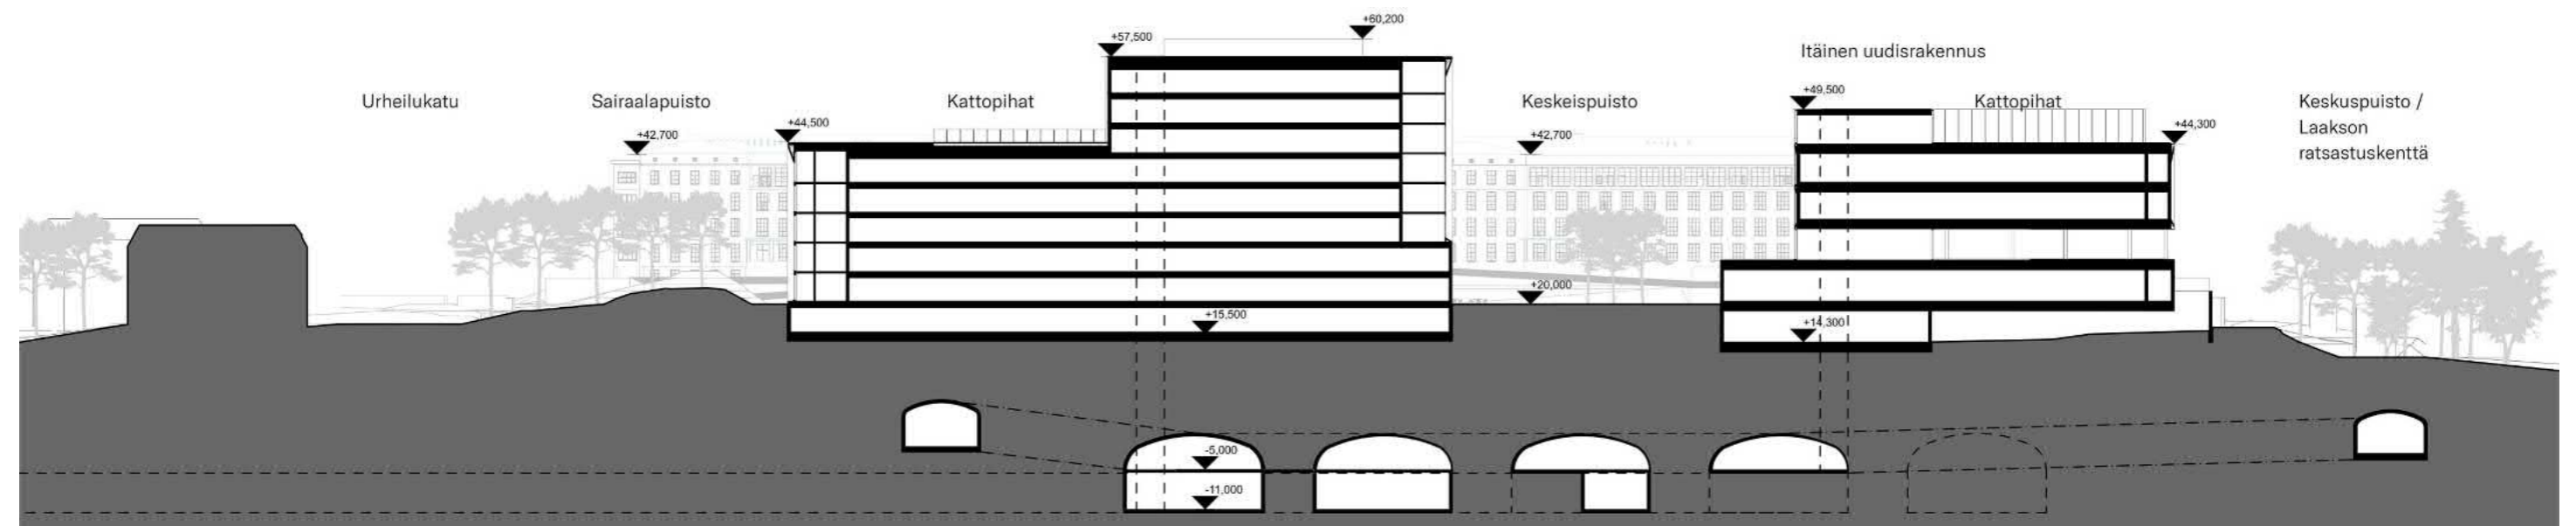 +60,200
+57,500
Itäinen uudisrakennus
+49,500
Urheilukatu
Sairaalapuisto
Kattopihat
Keskeispuisto
Kattopihat
Keskuspuisto /
Laakson
ratsastuskenttä
+44,500
+42,700
+42,700
+44,300
+20,000
+15,500
+14,300
-5,000
-11,000